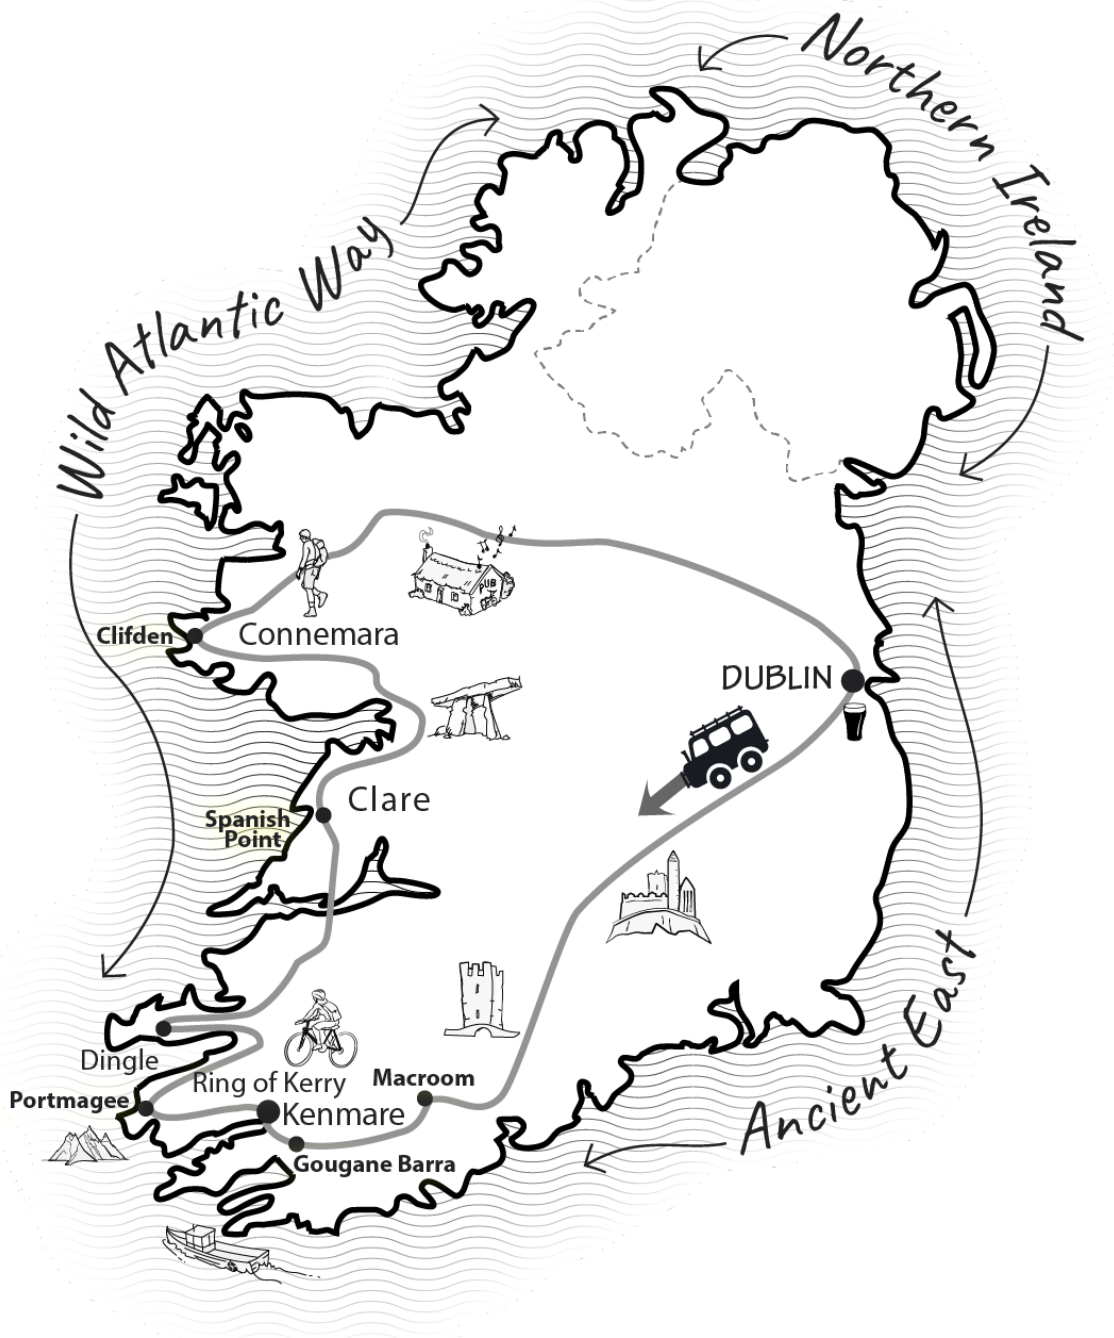 Northern Ireland
Wild Atlantic Way
PUB
Clifden
Connemara
DUBLIN
Clare
Spanish
Point
Ancient East
Dingle
Ring of Kerry
Macroom
Portmagee
Kenmare
Gougane Barra